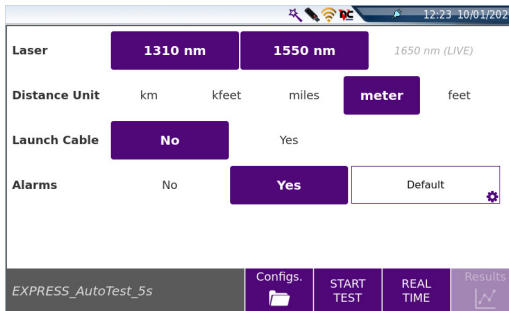 12:23 10/01/202
Laser 1310 nm 1550 nm 1650 nm (LIVE)
Distance Unit km kfeet miles meter feet
Launch Cable No Yes
Alarms No Yes Default
EXPRESS_AutoTest_5s Configs. START TEST REAL TIME Results